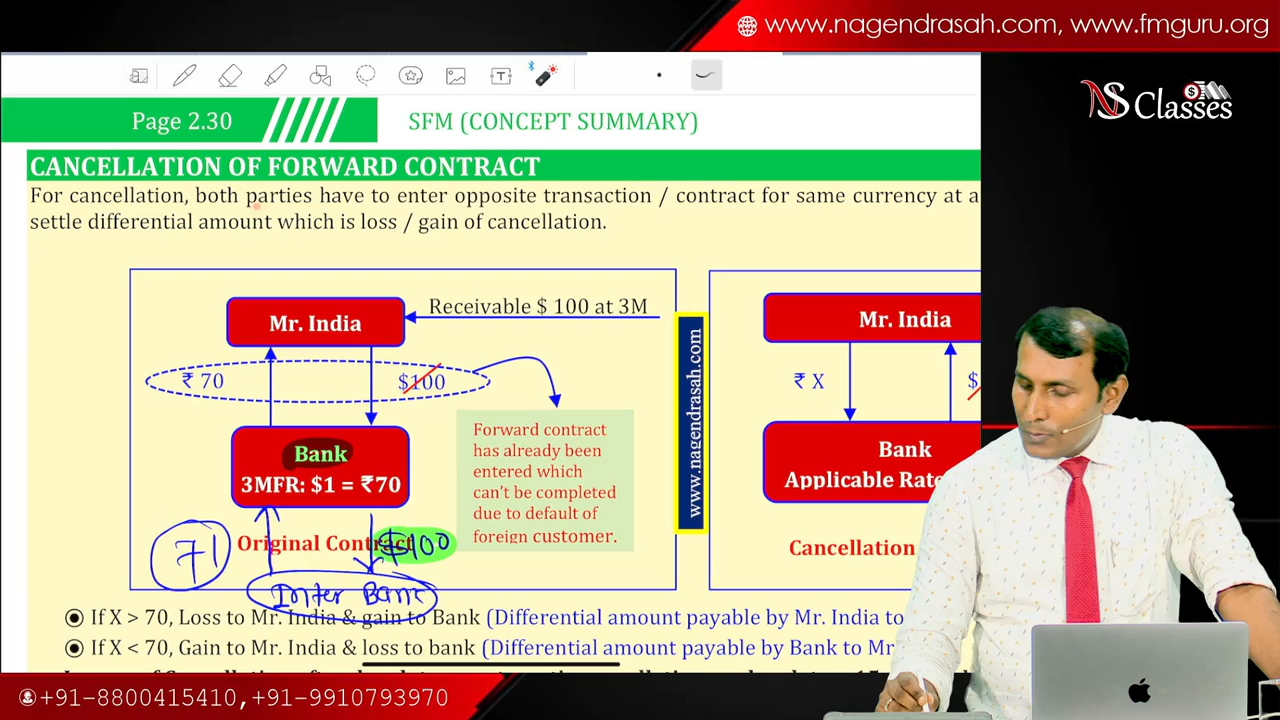 www.nagendrasah.com, www.fmguru.org
NS Classes
Page 2.30
SFM (CONCEPT SUMMARY)
CANCELLATION OF FORWARD CONTRACT
For cancellation, both parties have to enter opposite transaction / contract for same currency at a
settle differential amount which is loss / gain of cancellation.
Mr. India
Receivable $ 100 at 3M
₹ 70
$100
Bank
3MFR: $1 = ₹70
Forward contract
has already been
entered which
can't be completed
due to default of
foreign customer.
Original Contract
71
$100
Inter Bank
www.nagendrasah.com
Mr. India
₹ X
$
Bank
Applicable Rate
Cancellation
If X > 70, Loss to Mr. India & gain to Bank (Differential amount payable by Mr. India to
If X < 70, Gain to Mr. India & loss to bank (Differential amount payable by Bank to Mr
+91-8800415410,+91-9910793970